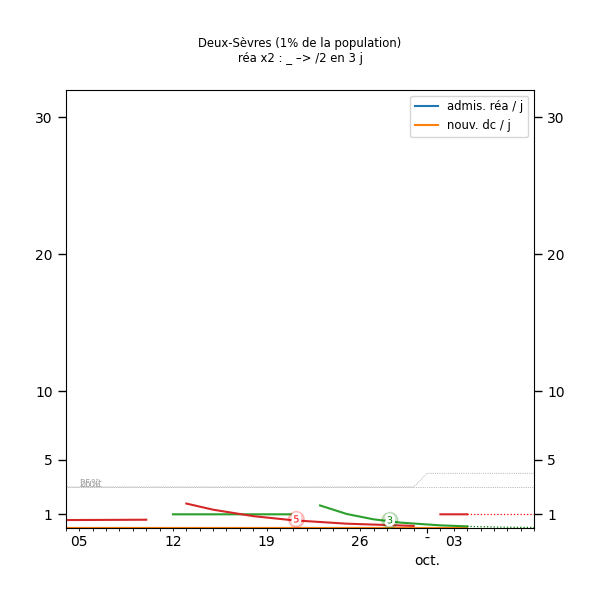 Deux-Sèvres (1% de la population)
réa x2 : _ –> /2 en 3 j
admis. réa / j
nouv. dc / j
30 30
20 20
10 10
5 5
1 1
5 3
05 12 19 26 - 03
oct.